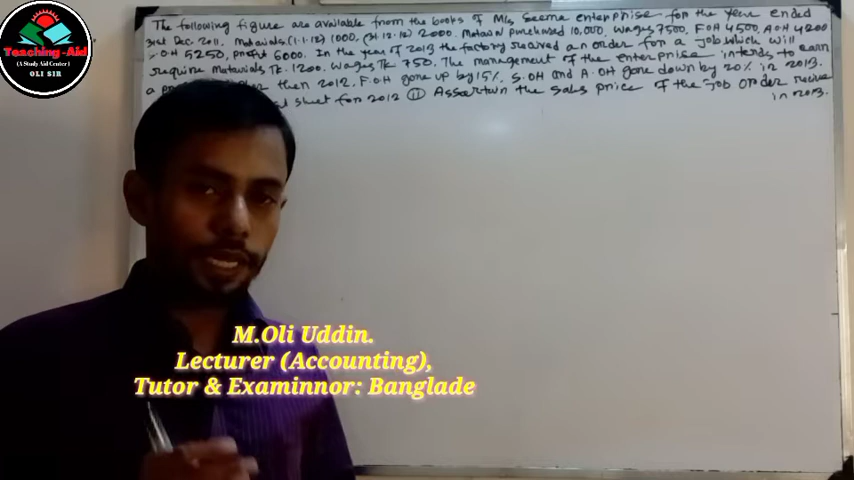 Teaching-Aid
(A Study Aid Center)
OLI SIR
The following figure are available from the books of M/s Seema enterprise for the year ended
31st Dec. 2011. Materials (1.1.12) 1000, (31.12.12) 2000. Material purchased 10,000, wages 7500, F.OH 4500, A.OH 4200
.OH 5250, profit 6000. In the year of 2013 the factory received an order for a job which will
require Materials TK. 1200. Wages TK 750. The management of the enterprise intends to earn
a then 2012. F.OH gone up by 15%. S.OH and A.OH gone down by 20% in 2013.
sheet for 2012 (ii) Assertain the sales price of the job order
in 2013.
M.Oli Uddin.
Lecturer (Accounting),
Tutor & Examinnor: Banglade